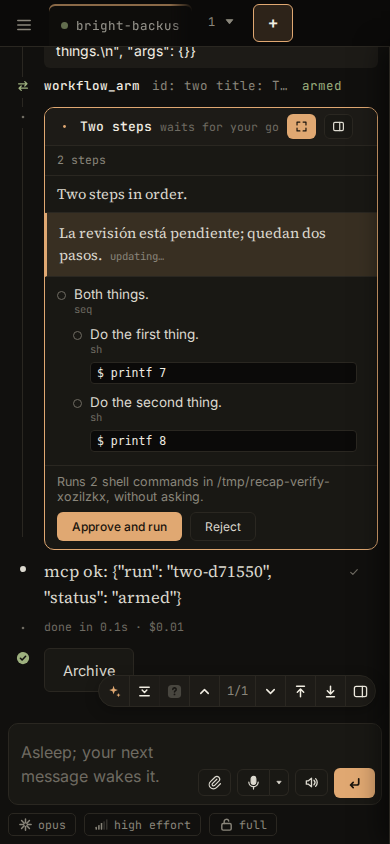 bright-backus
1
+
things.\n", "args": {}}
workflow_arm id: two title: T… armed
Two steps waits for your go
2 steps
Two steps in order.
La revisión está pendiente; quedan dos
pasos. updating…
Both things.
seq
Do the first thing.
sh
$ printf 7
Do the second thing.
sh
$ printf 8
Runs 2 shell commands in /tmp/recap-verify-
xozilzkx, without asking.
Approve and run Reject
mcp ok: {"run": "two-d71550",
"status": "armed"}
done in 0.1s · $0.01
Archive
? 1/1
Asleep; your next
message wakes it.
opus high effort full